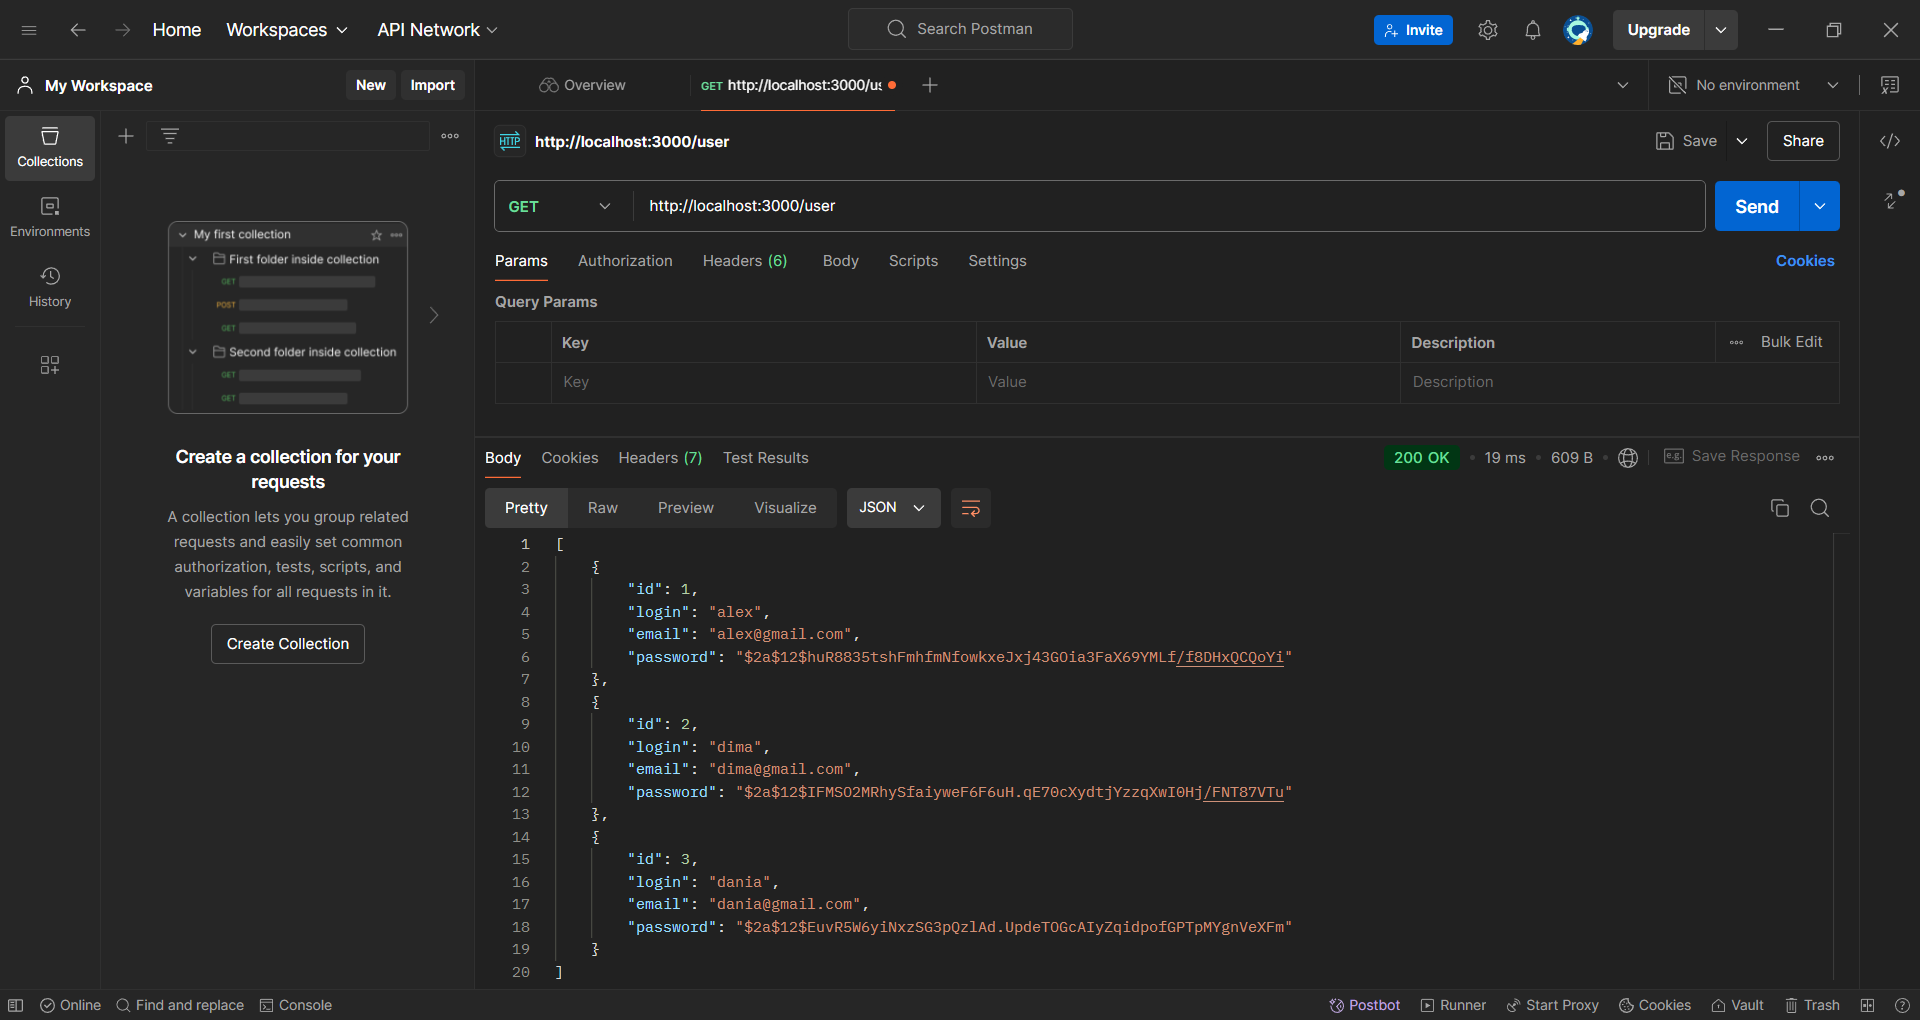 Home Workspaces API Network Search Postman Invite Upgrade
My Workspace New Import Overview GET http://localhost:3000/us No environment
Collections
Environments
History
My first collection
First folder inside collection
GET
POST
GET
Second folder inside collection
GET
GET
Create a collection for your
requests
A collection lets you group related
requests and easily set common
authorization, tests, scripts, and
variables for all requests in it.
Create Collection
HTTP http://localhost:3000/user Save Share
GET http://localhost:3000/user Send
Params Authorization Headers (6) Body Scripts Settings Cookies
Query Params
Key Value Description Bulk Edit
Key Value Description
Body Cookies Headers (7) Test Results 200 OK 19 ms 609 B e.g. Save Response
Pretty Raw Preview Visualize JSON
1 [
2 {
3 "id": 1,
4 "login": "alex",
5 "email": "alex@gmail.com",
6 "password": "$2a$12$huR8835tshFmhfmNfowkxeJxj43GOia3FaX69YMLf/f8DHxQCQoYi"
7 },
8 {
9 "id": 2,
10 "login": "dima",
11 "email": "dima@gmail.com",
12 "password": "$2a$12$IFMSO2MRhySfaiyweF6F6uH.qE70cXydtjYzzqXwI0Hj/FNT87VTu"
13 },
14 {
15 "id": 3,
16 "login": "dania",
17 "email": "dania@gmail.com",
18 "password": "$2a$12$EuvR5W6yiNxzSG3pQzlAd.UpdeTOGcAIyZqidpofGPTpMYgnVeXFm"
19 }
20 ]
Online Find and replace Console Postbot Runner Start Proxy Cookies Vault Trash